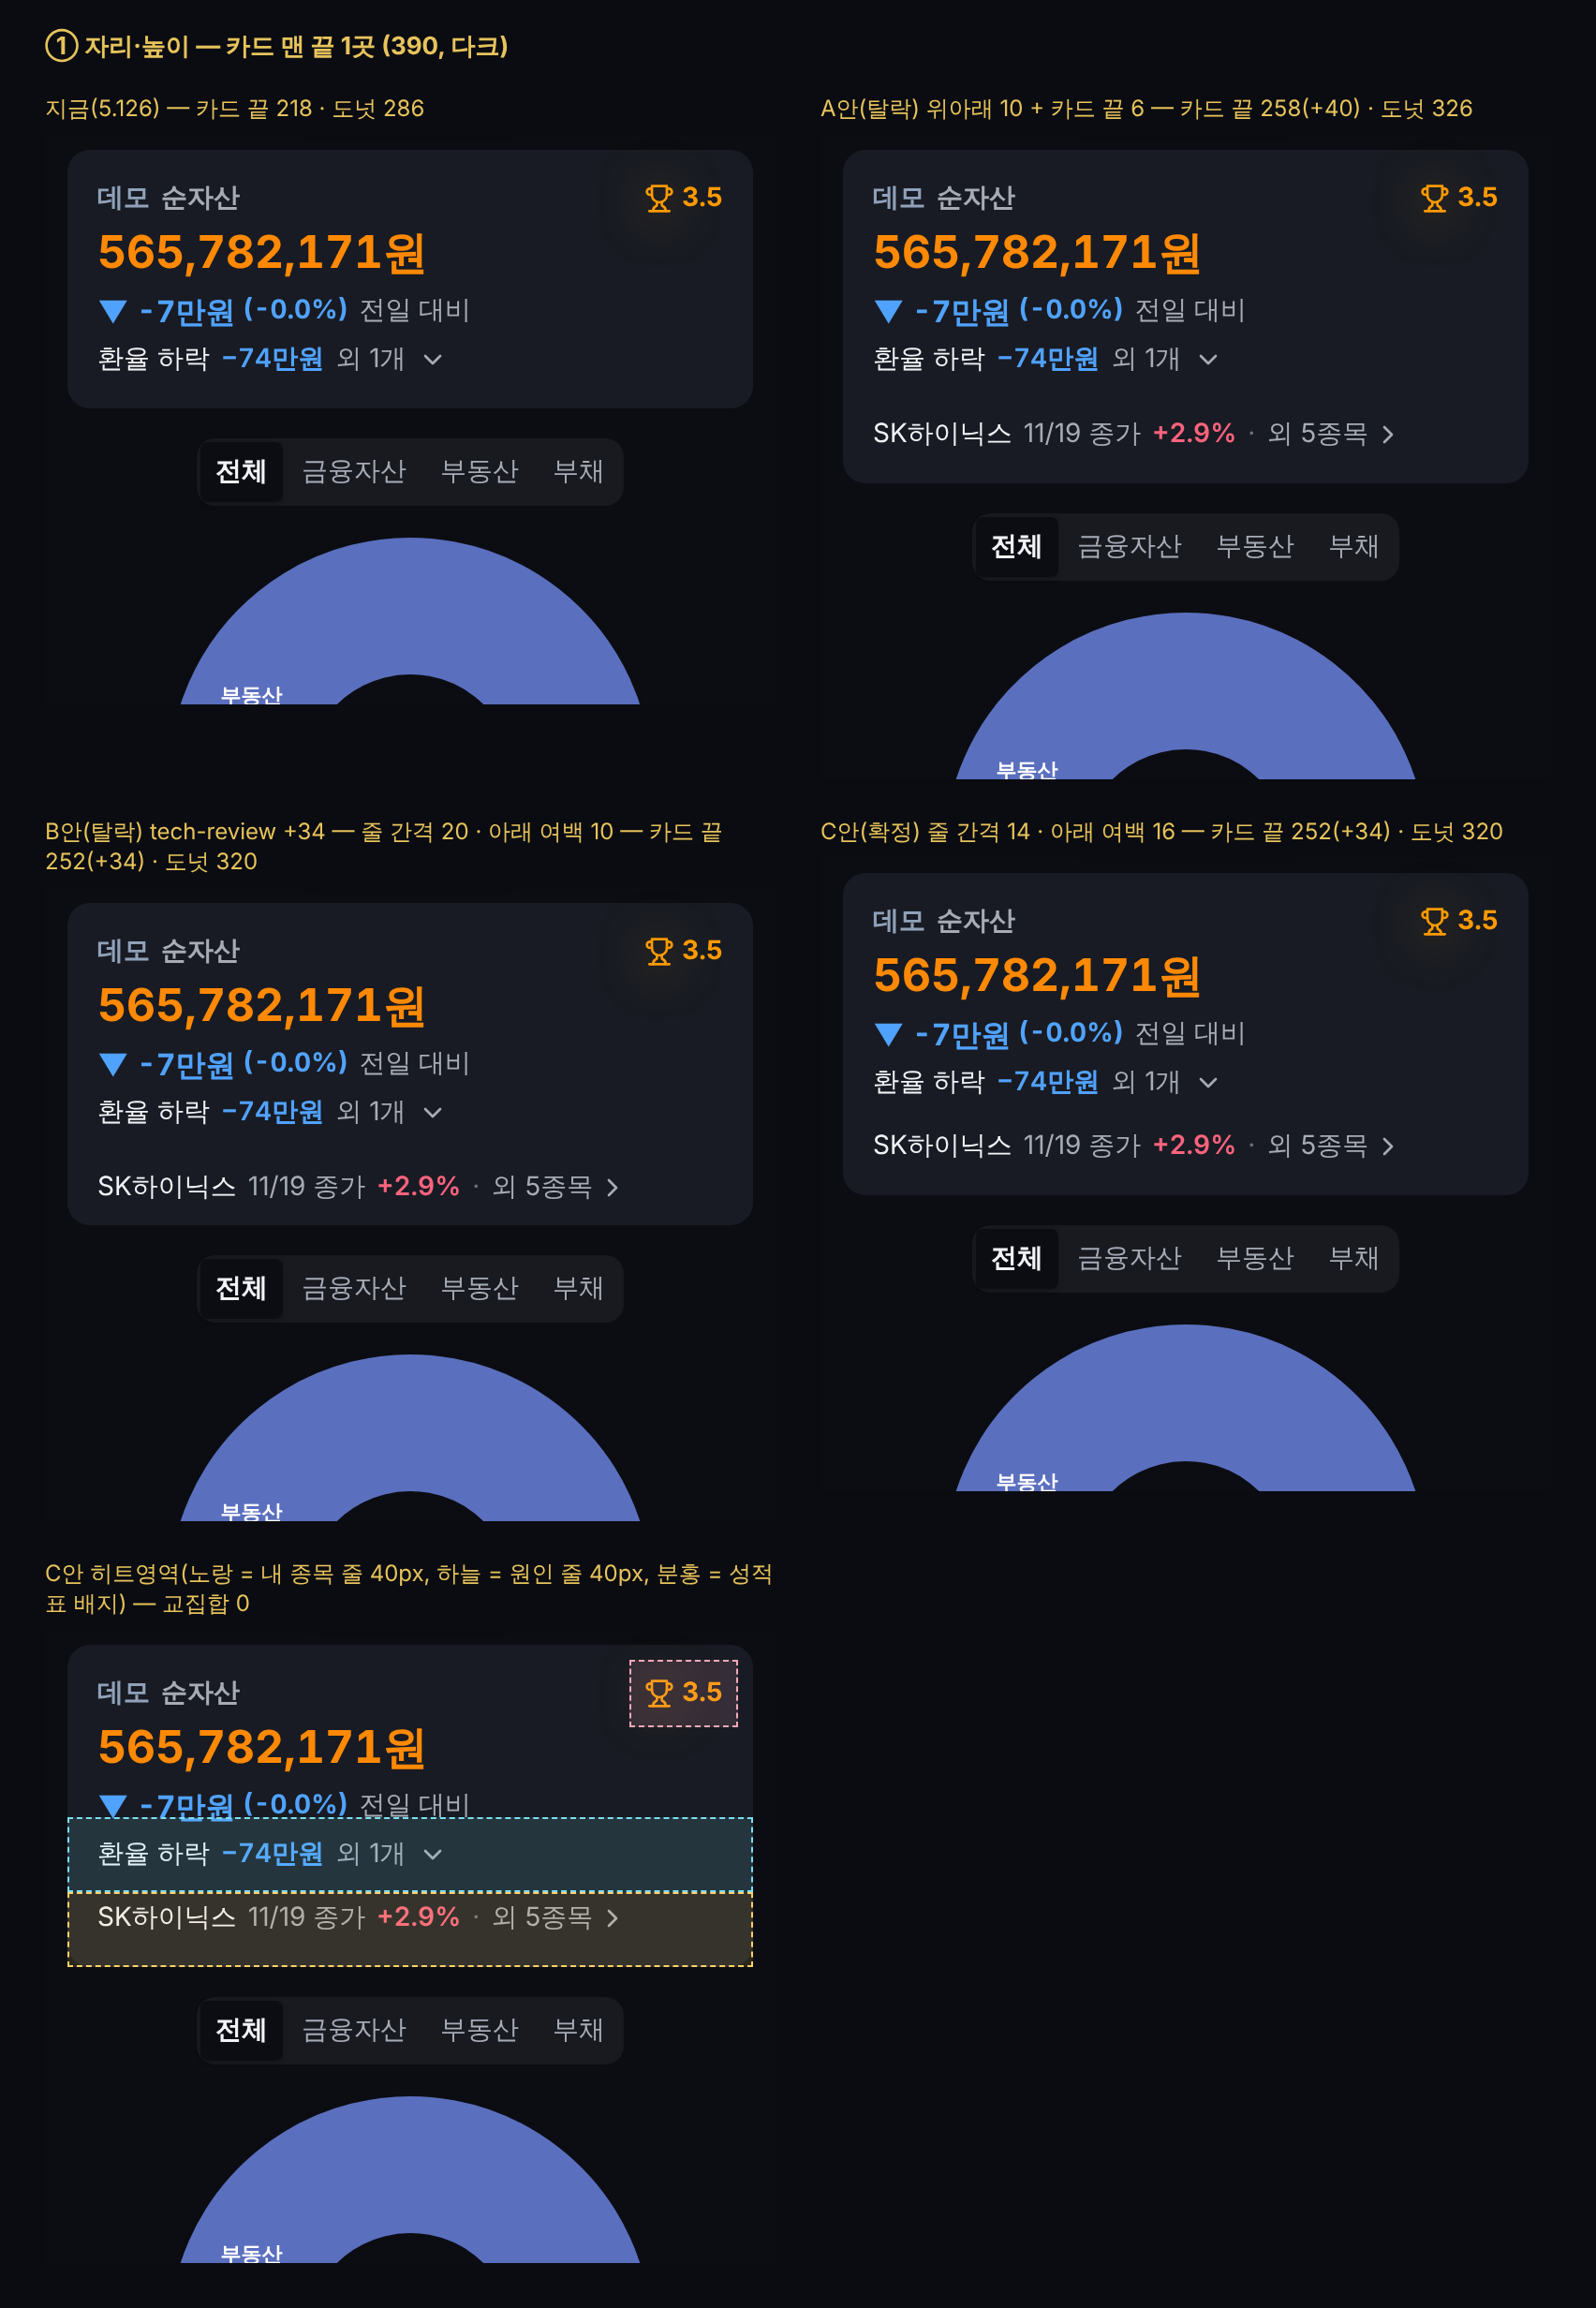 ① 자리·높이 — 카드 맨 끝 1곳 (390, 다크)
지금(5.126) — 카드 끝 218 · 도넛 286
데모 순자산
3.5
565,782,171원
▼ -7만원 (-0.0%) 전일 대비
환율 하락 −74만원 외 1개
전체 금융자산 부동산 부채
부동산
A안(탈락) 위아래 10 + 카드 끝 6 — 카드 끝 258(+40) · 도넛 326
데모 순자산
3.5
565,782,171원
▼ -7만원 (-0.0%) 전일 대비
환율 하락 −74만원 외 1개
SK하이닉스 11/19 종가 +2.9% · 외 5종목
전체 금융자산 부동산 부채
부동산
B안(탈락) tech-review +34 — 줄 간격 20 · 아래 여백 10 — 카드 끝
252(+34) · 도넛 320
데모 순자산
3.5
565,782,171원
▼ -7만원 (-0.0%) 전일 대비
환율 하락 −74만원 외 1개
SK하이닉스 11/19 종가 +2.9% · 외 5종목
전체 금융자산 부동산 부채
부동산
C안(확정) 줄 간격 14 · 아래 여백 16 — 카드 끝 252(+34) · 도넛 320
데모 순자산
3.5
565,782,171원
▼ -7만원 (-0.0%) 전일 대비
환율 하락 −74만원 외 1개
SK하이닉스 11/19 종가 +2.9% · 외 5종목
전체 금융자산 부동산 부채
부동산
C안 히트영역(노랑 = 내 종목 줄 40px, 하늘 = 원인 줄 40px, 분홍 = 성적
표 배지) — 교집합 0
데모 순자산
3.5
565,782,171원
▼ -7만원 (-0.0%) 전일 대비
환율 하락 −74만원 외 1개
SK하이닉스 11/19 종가 +2.9% · 외 5종목
전체 금융자산 부동산 부채
부동산